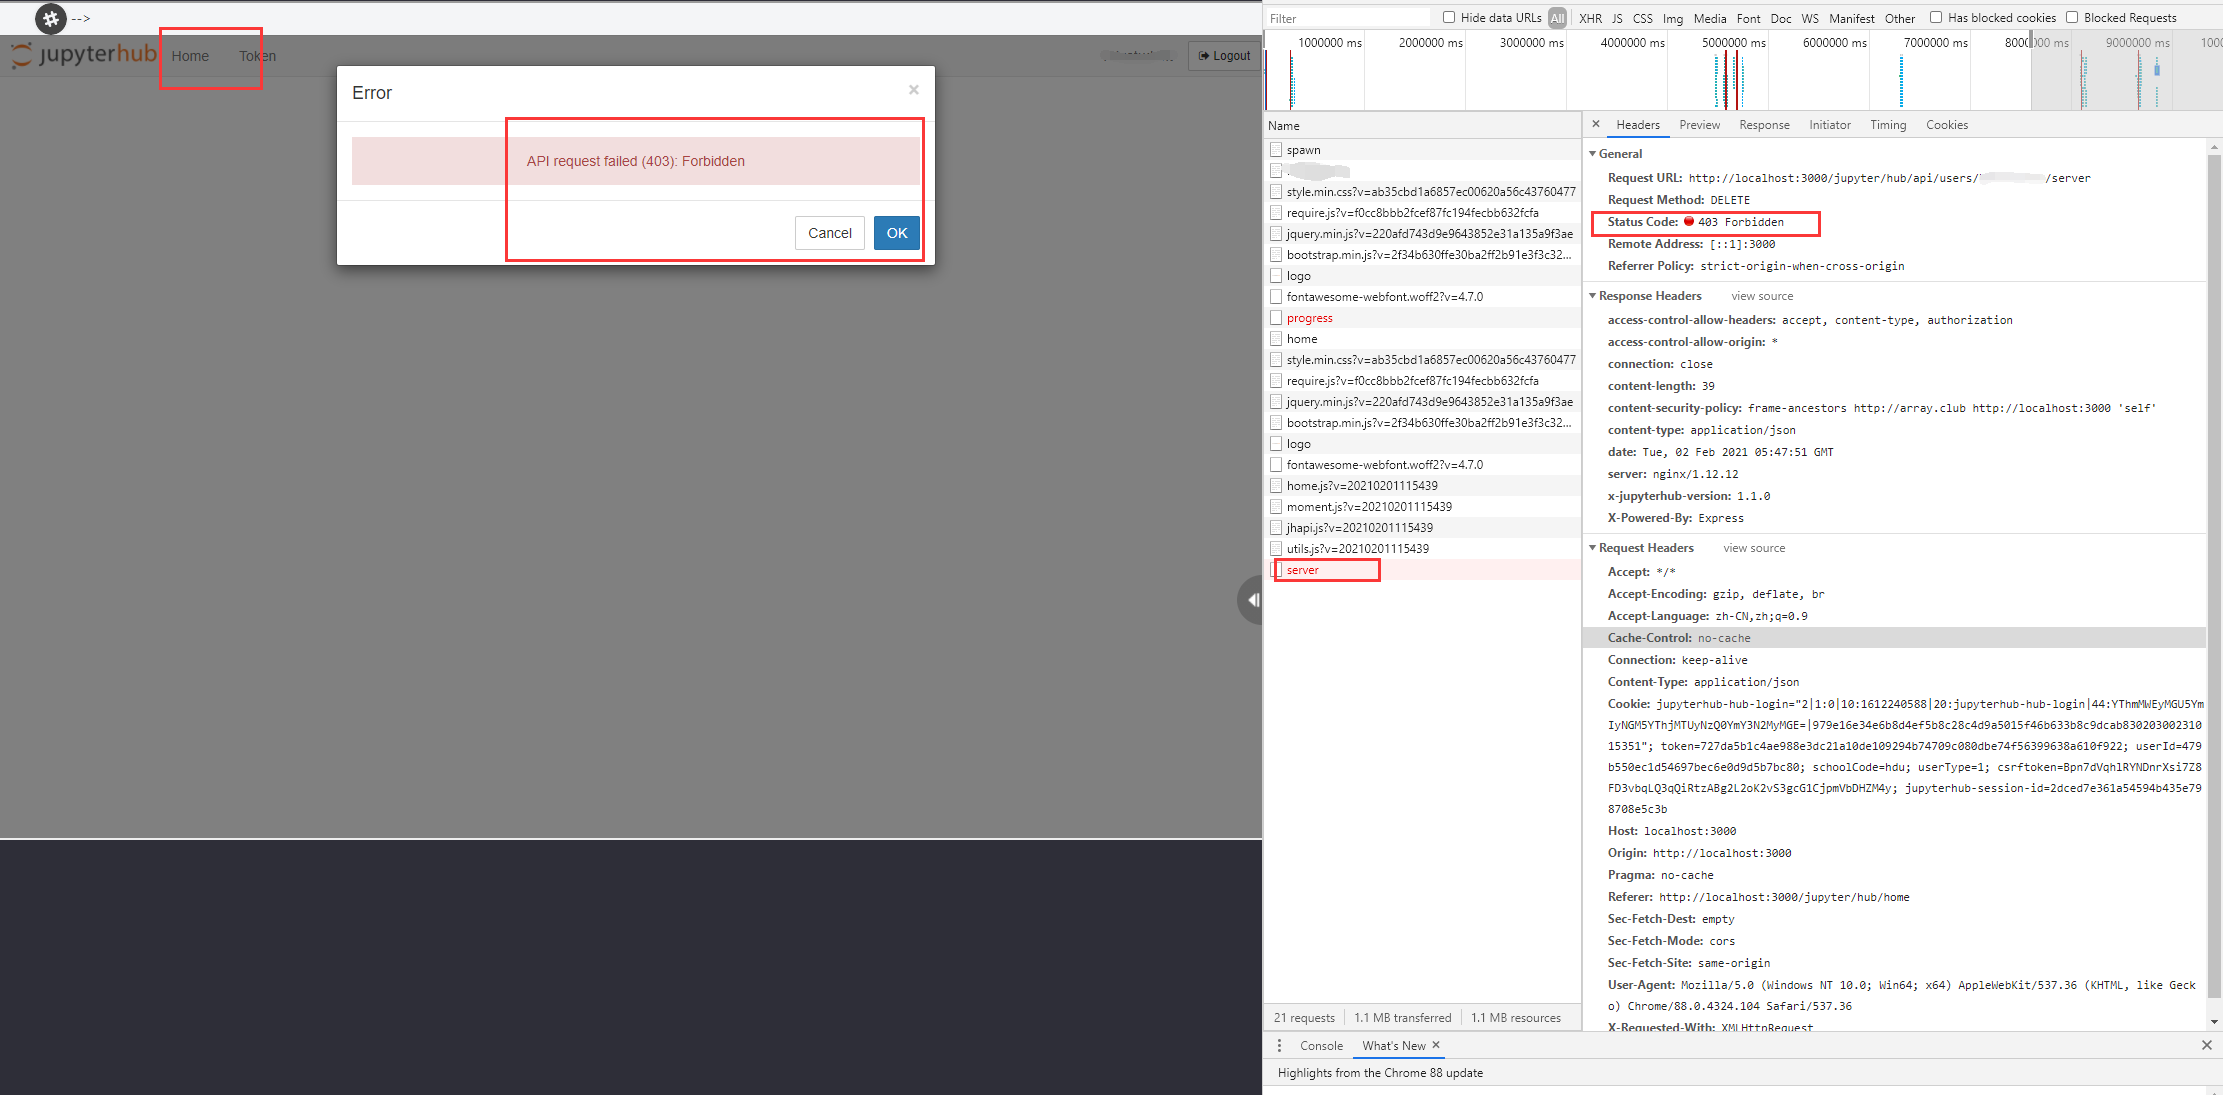 -->
jupyterhub Home Token Logout
Error ×
API request failed (403): Forbidden
Cancel OK
Filter Hide data URLs All XHR JS CSS Img Media Font Doc WS Manifest Other Has blocked cookies Blocked Requests
1000000 ms 2000000 ms 3000000 ms 4000000 ms 5000000 ms 6000000 ms 7000000 ms 8000000 ms 9000000 ms 1000
Name
spawn
style.min.css?v=ab35cbd1a6857ec00620a56c43760477
require.js?v=f0cc8bbb2fcef87fc194fecbb632fcfa
jquery.min.js?v=220afd743d9e9643852e31a135a9f3ae
bootstrap.min.js?v=2f34b630ffe30ba2ff2b91e3f3c32...
logo
fontawesome-webfont.woff2?v=4.7.0
progress
home
style.min.css?v=ab35cbd1a6857ec00620a56c43760477
require.js?v=f0cc8bbb2fcef87fc194fecbb632fcfa
jquery.min.js?v=220afd743d9e9643852e31a135a9f3ae
bootstrap.min.js?v=2f34b630ffe30ba2ff2b91e3f3c32...
logo
fontawesome-webfont.woff2?v=4.7.0
home.js?v=20210201115439
moment.js?v=20210201115439
jhapi.js?v=20210201115439
utils.js?v=20210201115439
server
21 requests 1.1 MB transferred 1.1 MB resources
× Headers Preview Response Initiator Timing Cookies
General
Request URL: http://localhost:3000/jupyter/hub/api/users/ /server
Request Method: DELETE
Status Code: 403 Forbidden
Remote Address: [::1]:3000
Referrer Policy: strict-origin-when-cross-origin
Response Headers view source
access-control-allow-headers: accept, content-type, authorization
access-control-allow-origin: *
connection: close
content-length: 39
content-security-policy: frame-ancestors http://array.club http://localhost:3000 'self'
content-type: application/json
date: Tue, 02 Feb 2021 05:47:51 GMT
server: nginx/1.12.12
x-jupyterhub-version: 1.1.0
X-Powered-By: Express
Request Headers view source
Accept: */*
Accept-Encoding: gzip, deflate, br
Accept-Language: zh-CN,zh;q=0.9
Cache-Control: no-cache
Connection: keep-alive
Content-Type: application/json
Cookie: jupyterhub-hub-login="2|1:0|10:1612240588|20:jupyterhub-hub-login|44:YThmMWEyMGU5Ym
IyNGM5YThjMTUyNzQ0YmY3N2MyMGE=|979e16e34e6b8d4ef5b8c28c4d9a5015f46b633b8c9dcab830203002310
15351"; token=727da5b1c4ae988e3dc21a10de109294b74709c080dbe74f56399638a610f922; userId=479
b550ec1d54697bec6e0d9d5b7bc80; schoolCode=hdu; userType=1; csrftoken=Bpn7dVqhlRYNDnrXsi7Z8
FD3vbqLQ3qQiRtzABg2L2oK2vS3gcG1CjpmVbDHZM4y; jupyterhub-session-id=2dced7e361a54594b435e79
8708e5c3b
Host: localhost:3000
Origin: http://localhost:3000
Pragma: no-cache
Referer: http://localhost:3000/jupyter/hub/home
Sec-Fetch-Dest: empty
Sec-Fetch-Mode: cors
Sec-Fetch-Site: same-origin
User-Agent: Mozilla/5.0 (Windows NT 10.0; Win64; x64) AppleWebKit/537.36 (KHTML, like Geck
o) Chrome/88.0.4324.104 Safari/537.36
X-Requested-With: XMLHttpRequest
Console What's New × ×
Highlights from the Chrome 88 update